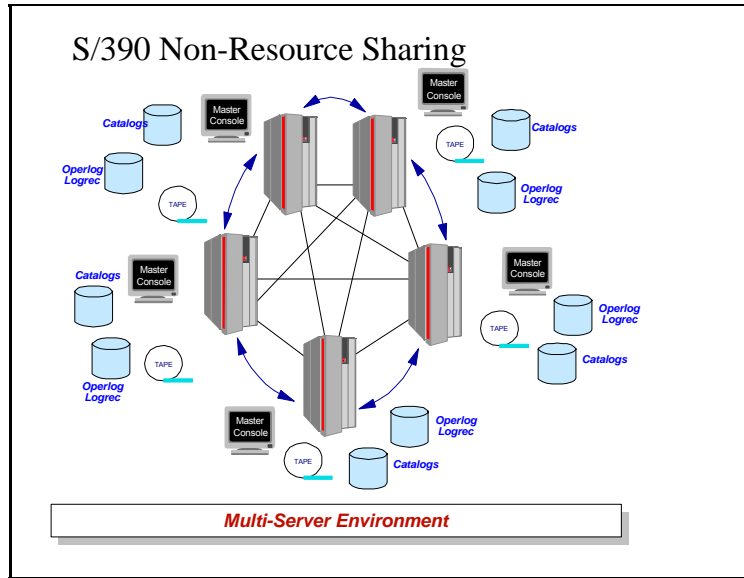 S/390 Non-Resource Sharing
Master
Console
Catalogs
Operlog
Logrec
TAPE
Master
Console
Catalogs
TAPE
Operlog
Logrec
Master
Console
Catalogs
Operlog
Logrec
TAPE
Master
Console
Operlog
Logrec
TAPE
Catalogs
Master
Console
Operlog
Logrec
TAPE
Catalogs
Multi-Server Environment